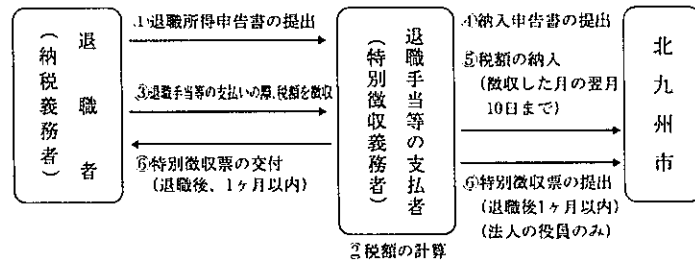 退職者
(納税義務者)
①退職所得申告書の提出
③退職手当等の支払いの際、税額を徴収
⑥特別徴収票の交付
(退職後、1ヶ月以内)
退職手当等の支払者
(特別徴収義務者)
②税額の計算
④納入申告書の提出
⑤税額の納入
(徴収した月の翌月
10日まで)
⑥特別徴収票の提出
(退職後1ヶ月以内)
(法人の役員のみ)
北九州市